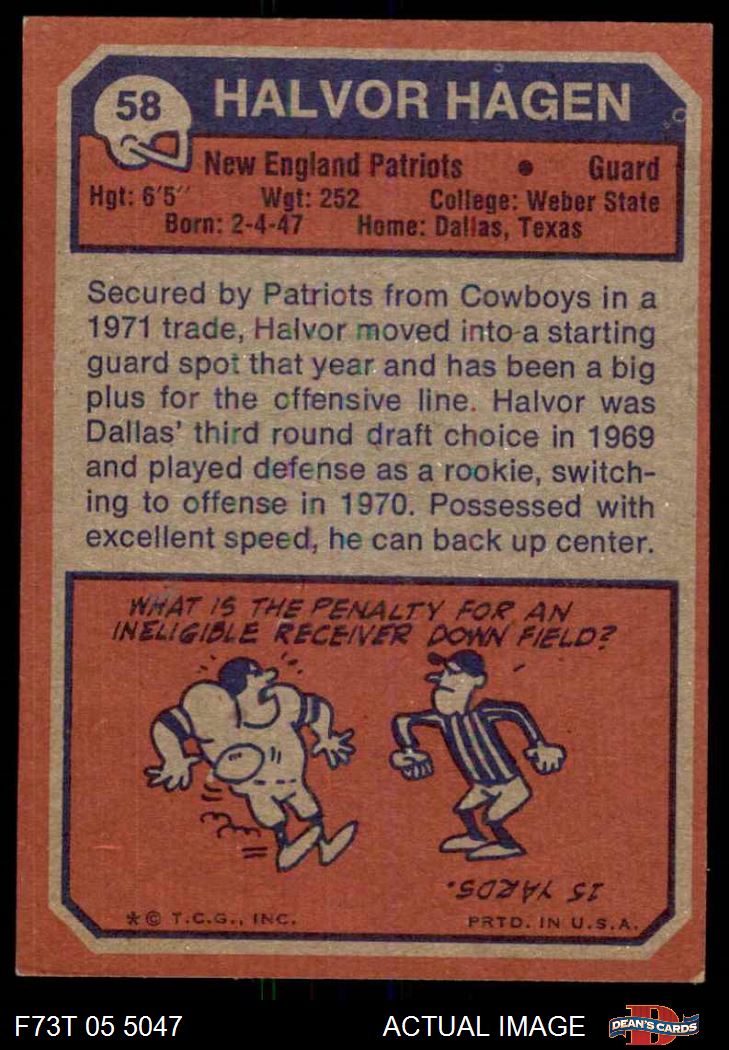 58
HALVOR HAGEN
New England Patriots • Guard
Hgt: 6'5" Wgt: 252 College: Weber State
Born: 2-4-47 Home: Dallas, Texas
Secured by Patriots from Cowboys in a
1971 trade, Halvor moved into a starting
guard spot that year and has been a big
plus for the offensive line. Halvor was
Dallas' third round draft choice in 1969
and played defense as a rookie, switch-
ing to offense in 1970. Possessed with
excellent speed, he can back up center.
WHAT IS THE PENALTY FOR AN
INELIGIBLE RECEIVER DOWN FIELD?
15 YARDS.
* © T.C.G., INC. PRTD. IN U.S.A.
F73T 05 5047 ACTUAL IMAGE
D
DEAN'S CARDS